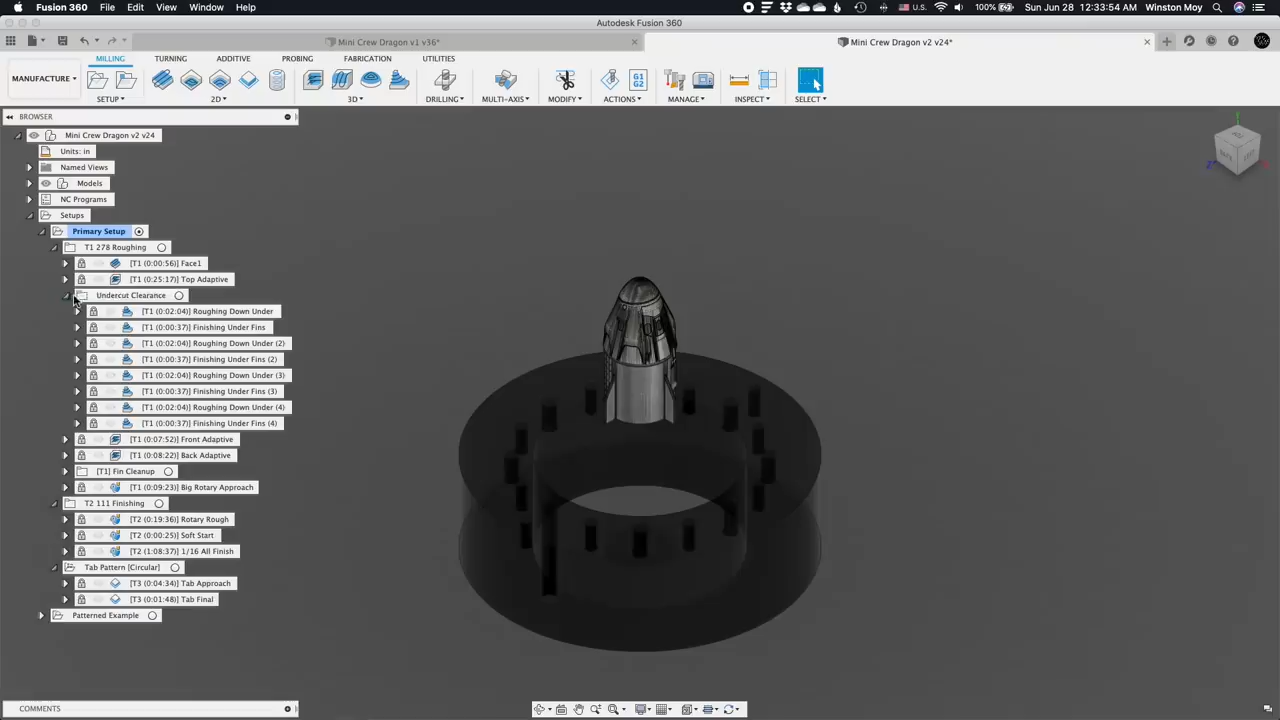 Fusion 360 File Edit View Window Help U.S. 100% Sun Jun 28 12:33:54 AM Winston Moy
Autodesk Fusion 360
Mini Crew Dragon v1 v36* Mini Crew Dragon v2 v24*
MILLING TURNING ADDITIVE PROBING FABRICATION UTILITIES
MANUFACTURE
G1
G2
SETUP 2D 3D DRILLING MULTI-AXIS MODIFY ACTIONS MANAGE INSPECT SELECT
BROWSER
Mini Crew Dragon v2 v24
Units: in
Named Views
Models
NC Programs
Setups
Primary Setup
T1 278 Roughing
[T1 (0:00:56)] Face1
[T1 (0:25:17)] Top Adaptive
Undercut Clearance
[T1 (0:02:04)] Roughing Down Under
[T1 (0:00:37)] Finishing Under Fins
[T1 (0:02:04)] Roughing Down Under (2)
[T1 (0:00:37)] Finishing Under Fins (2)
[T1 (0:02:04)] Roughing Down Under (3)
[T1 (0:00:37)] Finishing Under Fins (3)
[T1 (0:02:04)] Roughing Down Under (4)
[T1 (0:00:37)] Finishing Under Fins (4)
[T1 (0:07:52)] Front Adaptive
[T1 (0:08:22)] Back Adaptive
[T1] Fin Cleanup
[T1 (0:09:23)] Big Rotary Approach
T2 111 Finishing
[T2 (0:19:36)] Rotary Rough
[T2 (0:00:25)] Soft Start
[T2 (1:08:37)] 1/16 All Finish
Tab Pattern [Circular]
[T3 (0:04:34)] Tab Approach
[T3 (0:01:48)] Tab Final
Patterned Example
COMMENTS